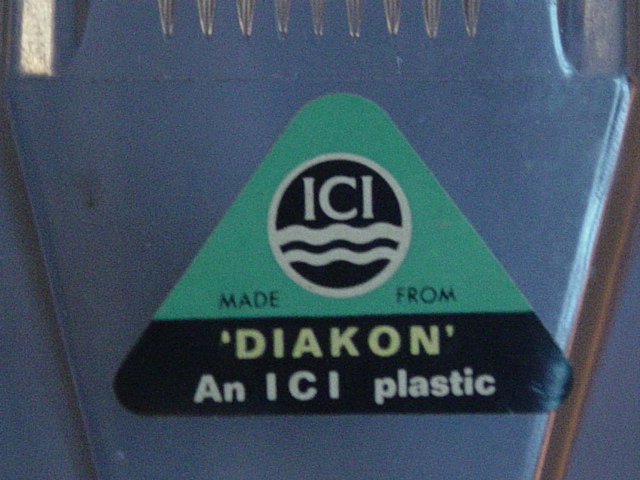 ICI
MADE FROM
'DIAKON'
An ICI plastic